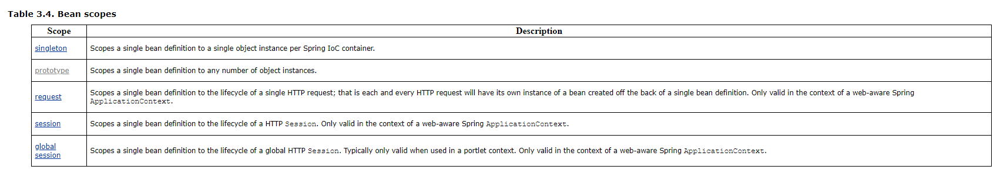 Table 3.4. Bean scopes
Scope Description
singleton Scopes a single bean definition to a single object instance per Spring IoC container.
prototype Scopes a single bean definition to any number of object instances.
request Scopes a single bean definition to the lifecycle of a single HTTP request; that is each and every HTTP request will have its own instance of a bean created off the back of a single bean definition. Only valid in the context of a web-aware Spring
ApplicationContext.
session Scopes a single bean definition to the lifecycle of a HTTP Session. Only valid in the context of a web-aware Spring ApplicationContext.
global
session
Scopes a single bean definition to the lifecycle of a global HTTP Session. Typically only valid when used in a portlet context. Only valid in the context of a web-aware Spring ApplicationContext.